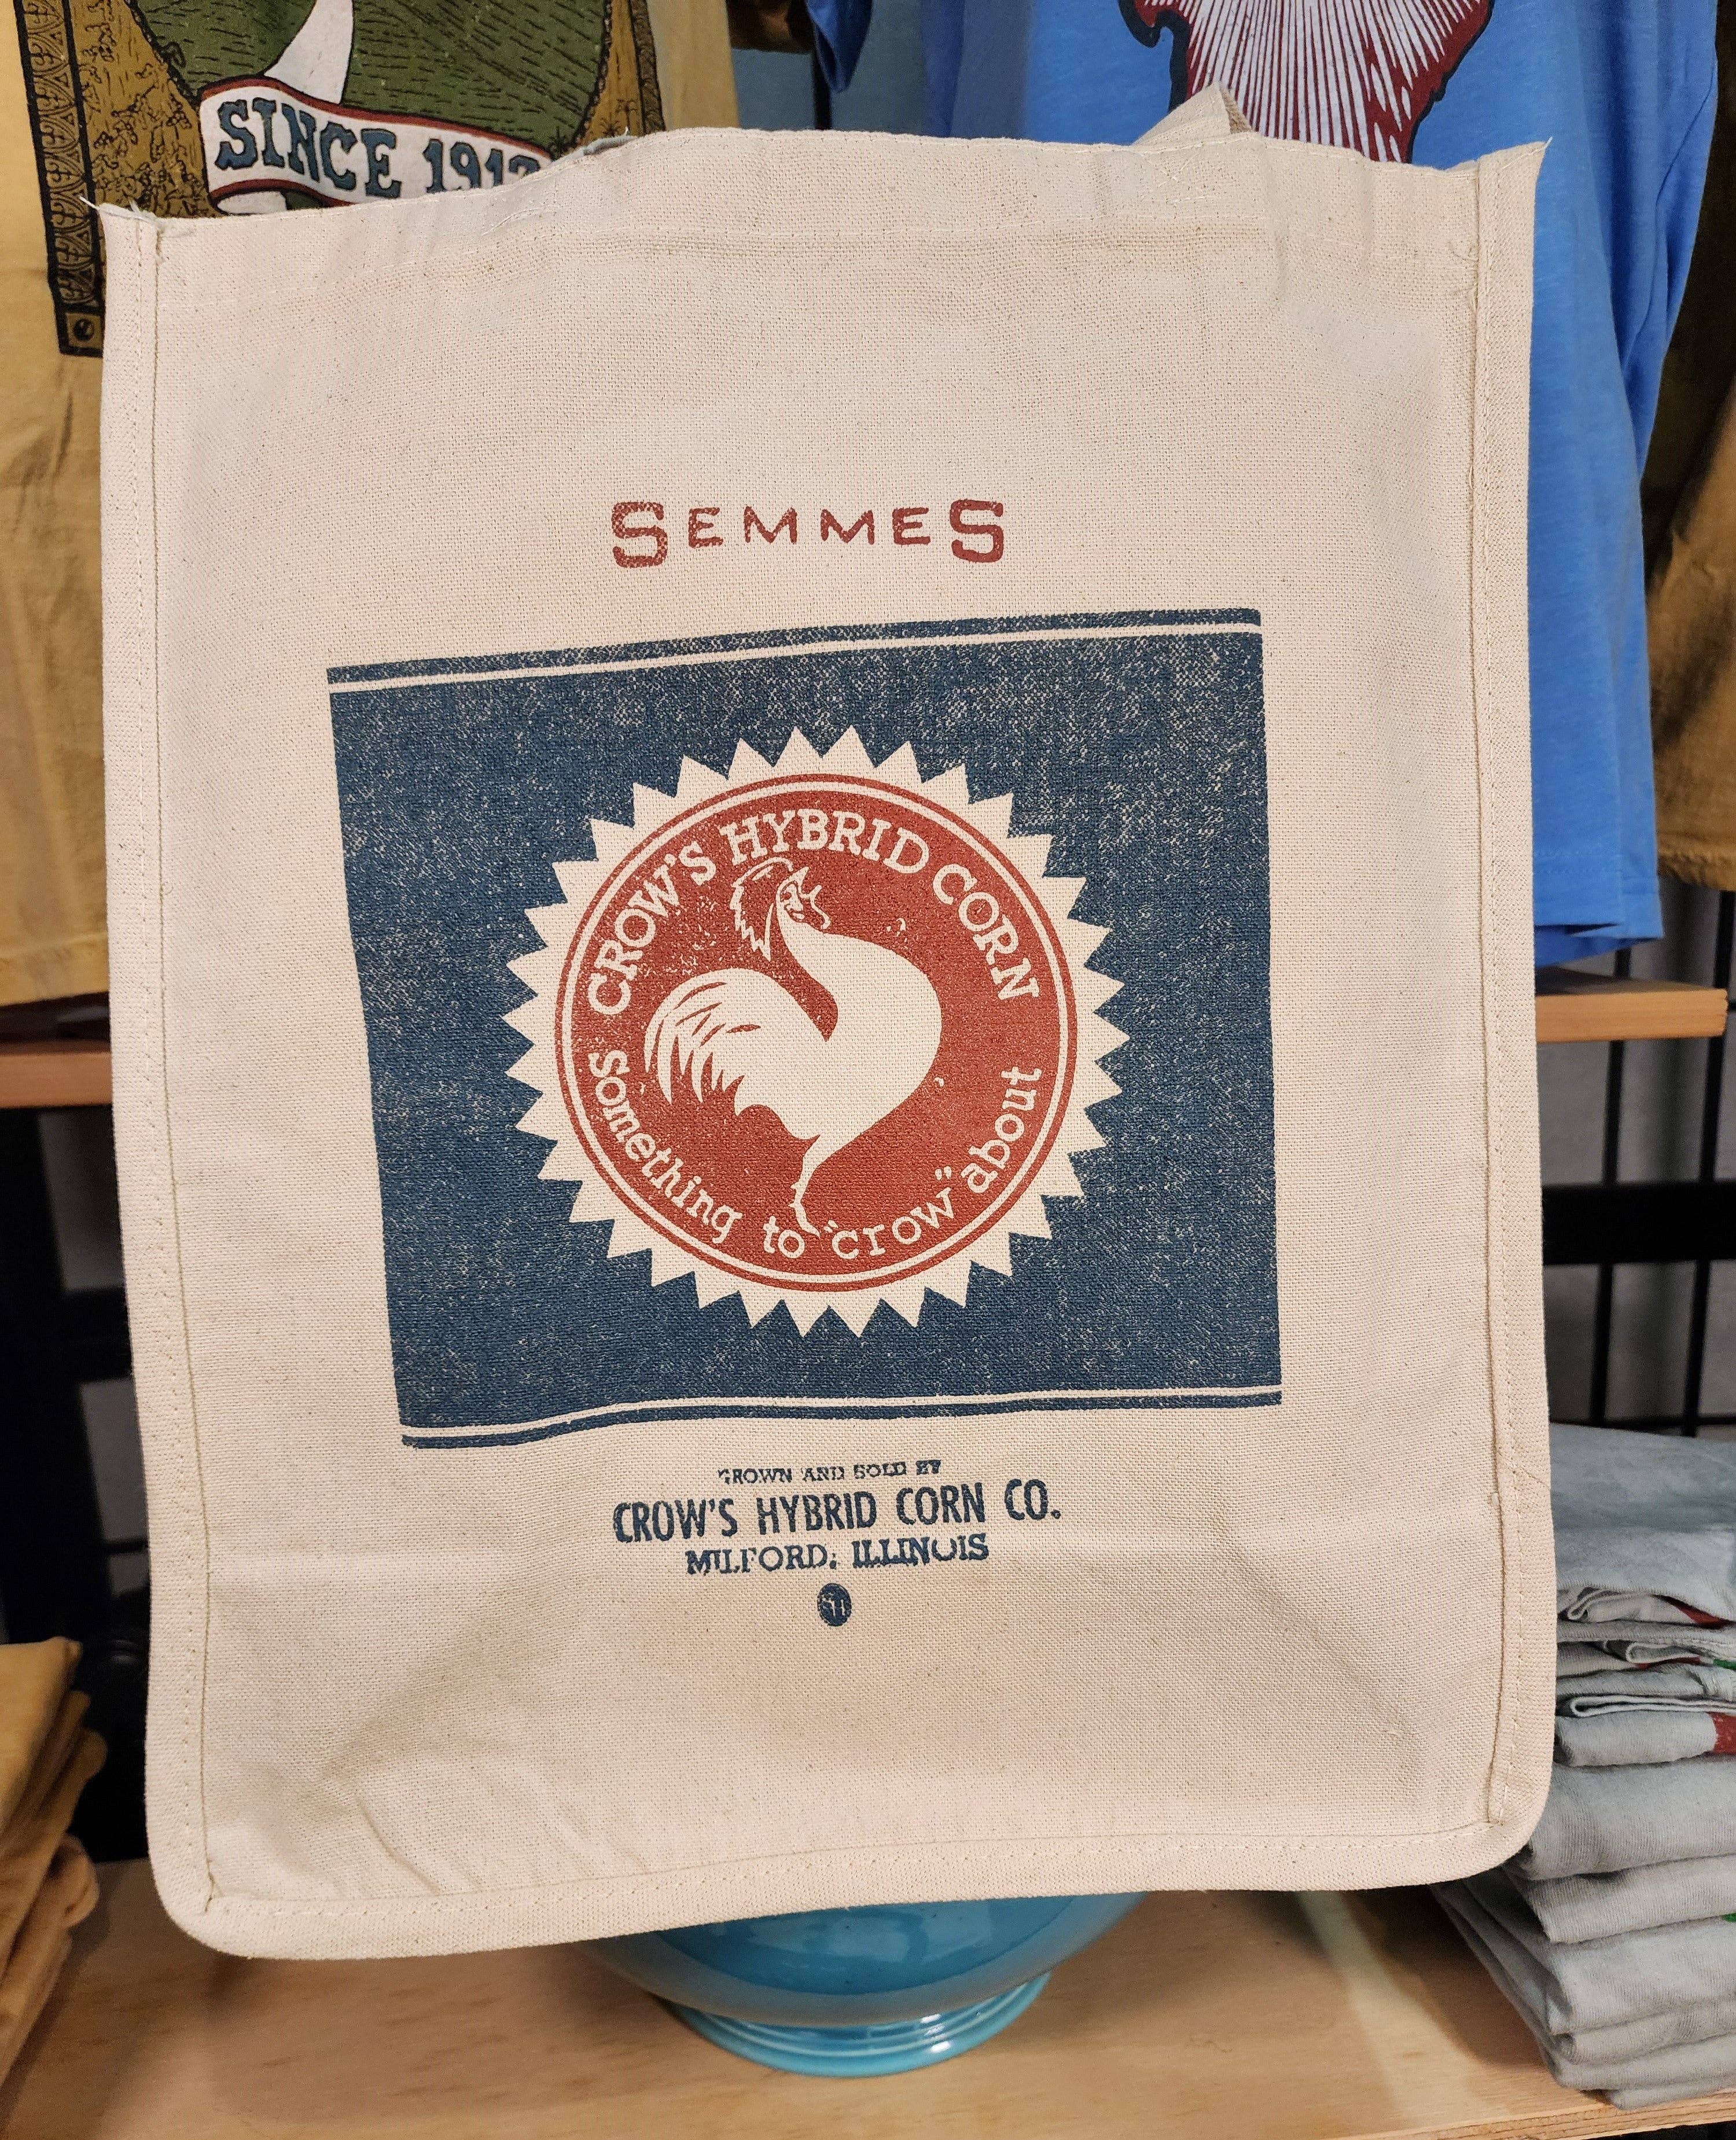 SINCE 1912
SEMMES
CROW'S HYBRID CORN
Something to "crow" about
GROWN AND SOLD BY
CROW'S HYBRID CORN CO.
MILFORD, ILLINOIS